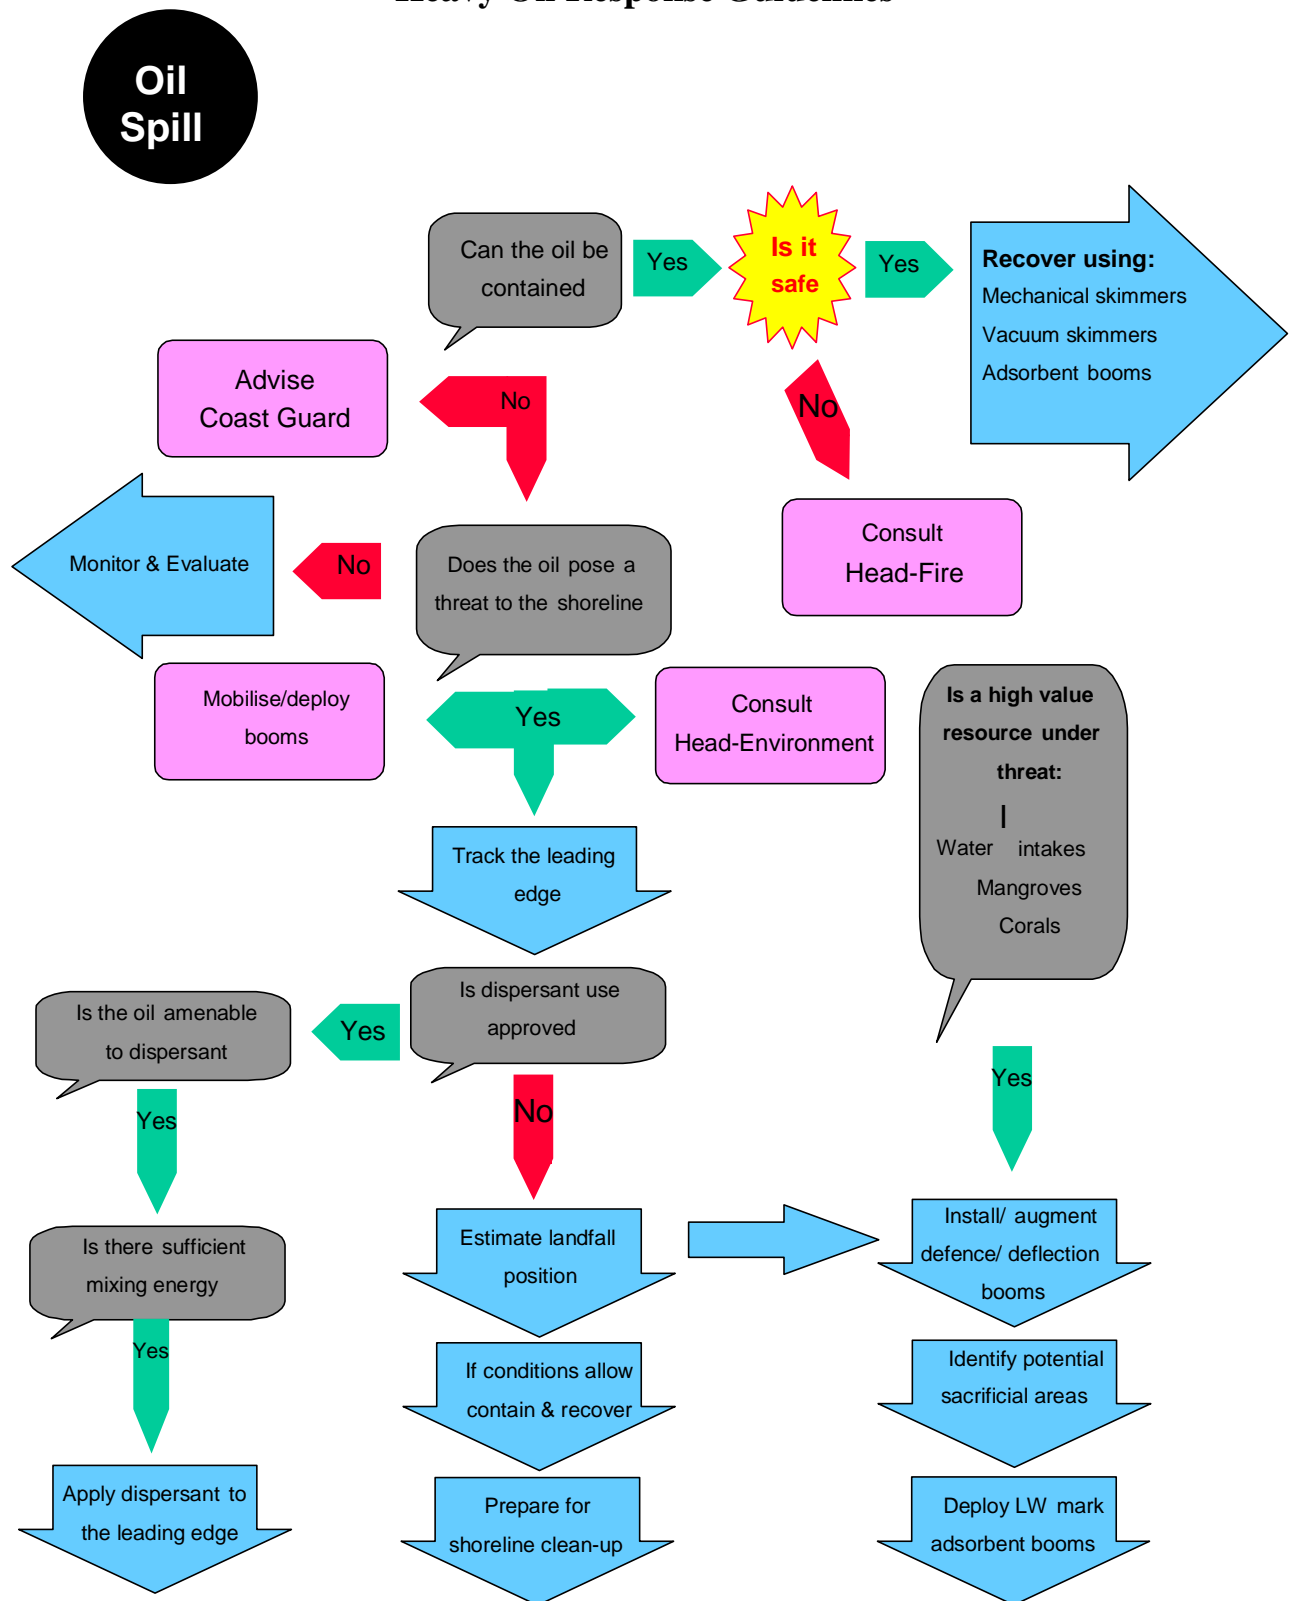 Heavy Oil Response Guidelines
Oil
Spill
Can the oil be
contained
Yes
Is it
safe
Yes
Recover using:
Mechanical skimmers
Vacuum skimmers
Adsorbent booms
Advise
Coast Guard
No
No
Consult
Head-Fire
Monitor & Evaluate
No
Does the oil pose a
threat to the shoreline
Mobilise/deploy
booms
Yes
Consult
Head-Environment
Is a high value
resource under
threat:
|
Water intakes
Mangroves
Corals
Track the leading
edge
Is the oil amenable
to dispersant
Yes
Is dispersant use
approved
Yes
No
Yes
Is there sufficient
mixing energy
Estimate landfall
position
Install/ augment
defence/ deflection
booms
Yes
If conditions allow
contain & recover
Identify potential
sacrificial areas
Apply dispersant to
the leading edge
Prepare for
shoreline clean-up
Deploy LW mark
adsorbent booms